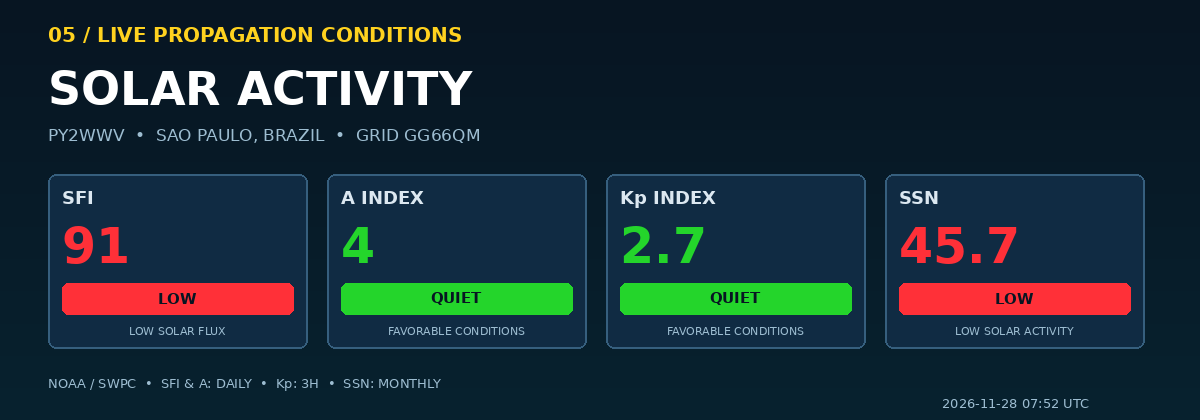 05 / LIVE PROPAGATION CONDITIONS
SOLAR ACTIVITY
PY2WWV • SAO PAULO, BRAZIL • GRID GG66QM
SFI
91
LOW
LOW SOLAR FLUX
A INDEX
4
QUIET
FAVORABLE CONDITIONS
Kp INDEX
2.7
QUIET
FAVORABLE CONDITIONS
SSN
45.7
LOW
LOW SOLAR ACTIVITY
NOAA / SWPC • SFI & A: DAILY • Kp: 3H • SSN: MONTHLY
2026-11-28 07:52 UTC